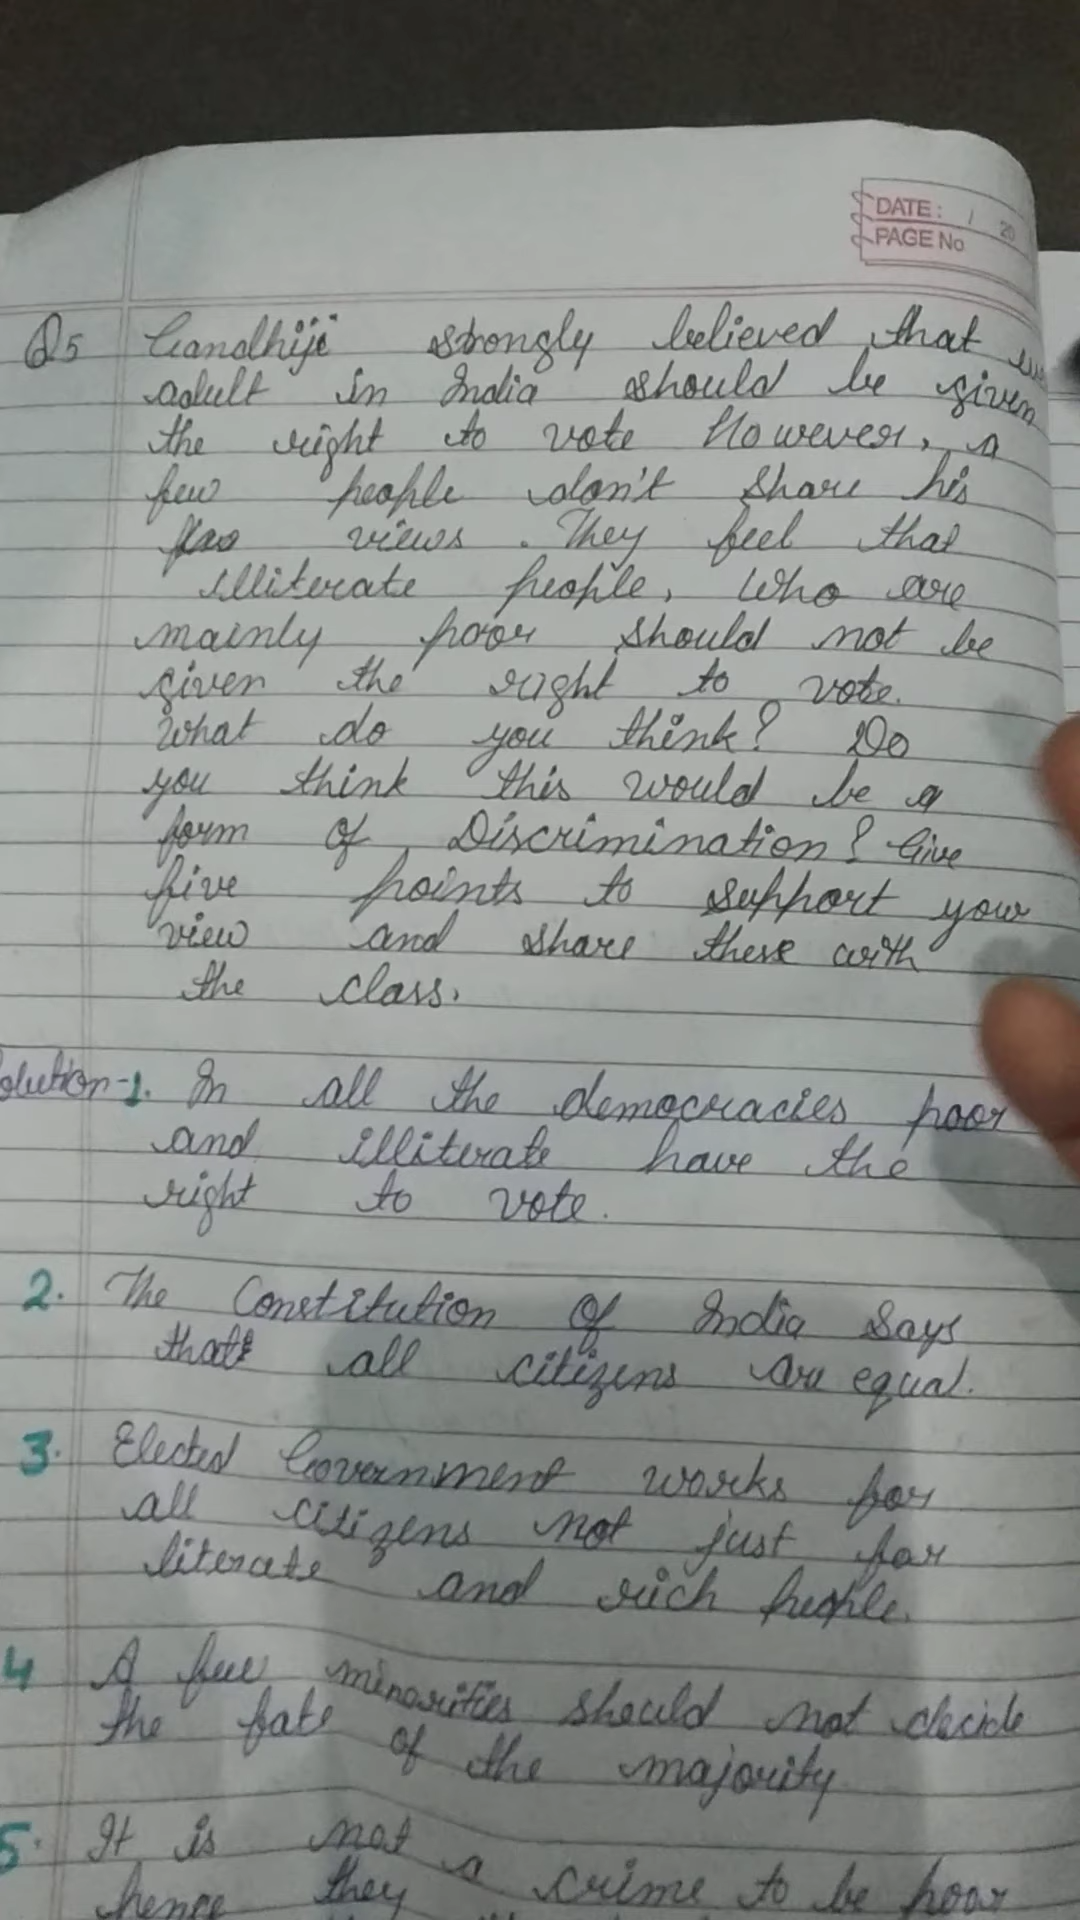 DATE: / 20
PAGE No
Q5 Gandhiji strongly believed that
adult in India should be given
the right to vote However, a
few people don't share his
views. They feel that
illiterate people, who are
mainly poor should not be
given the right to vote.
What do you think? Do
you think this would be a
form of Discrimination? Give
five points to support your
view and share these with
the class.
olution-1. In all the democracies poor
and illiterate have the
right to vote.
2. The Constitution Of India Says
that all citizens are equal.
3. Elected Government works for
all citizens not just for
literate and rich people.
4 A few minorities should not decide
the fate of the majority
5. It is not a crime to be poor
hence they